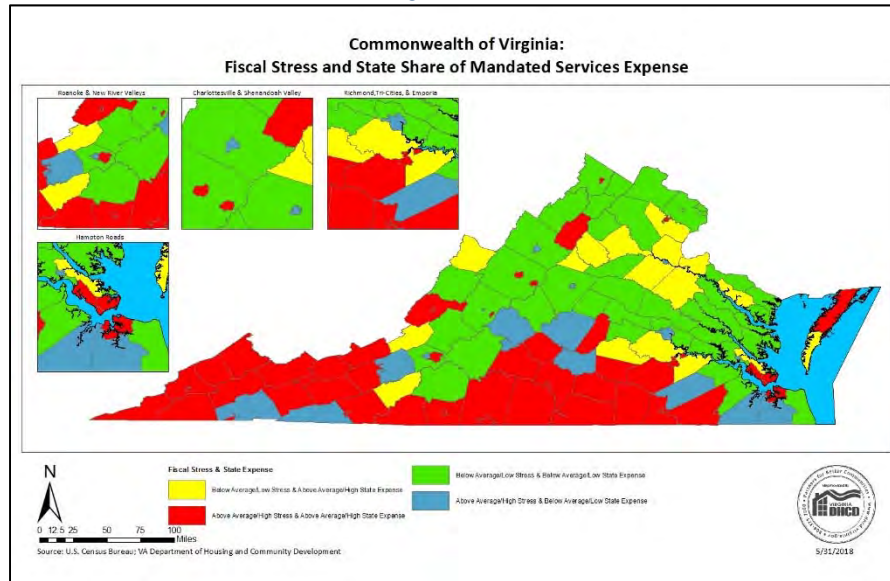 Commonwealth of Virginia:
Fiscal Stress and State Share of Mandated Services Expense
Roanoke & New River Valleys
Charlottesville & Shenandoah Valley
Richmond,Tri-Cities, & Emporia
Hampton Roads
N
0 12.5 25 50 75 100
Miles
Fiscal Stress & State Expense
Below Average/Low Stress & Above Average/High State Expense
Above Average/High Stress & Above Average/High State Expense
Below Average/Low Stress & Below Average/Low State Expense
Above Average/High Stress & Below Average/Low State Expense
Source: U.S. Census Bureau; VA Department of Housing and Community Development
VIRGINIA
DHCD
Partners for Better Communities
5/31/2018